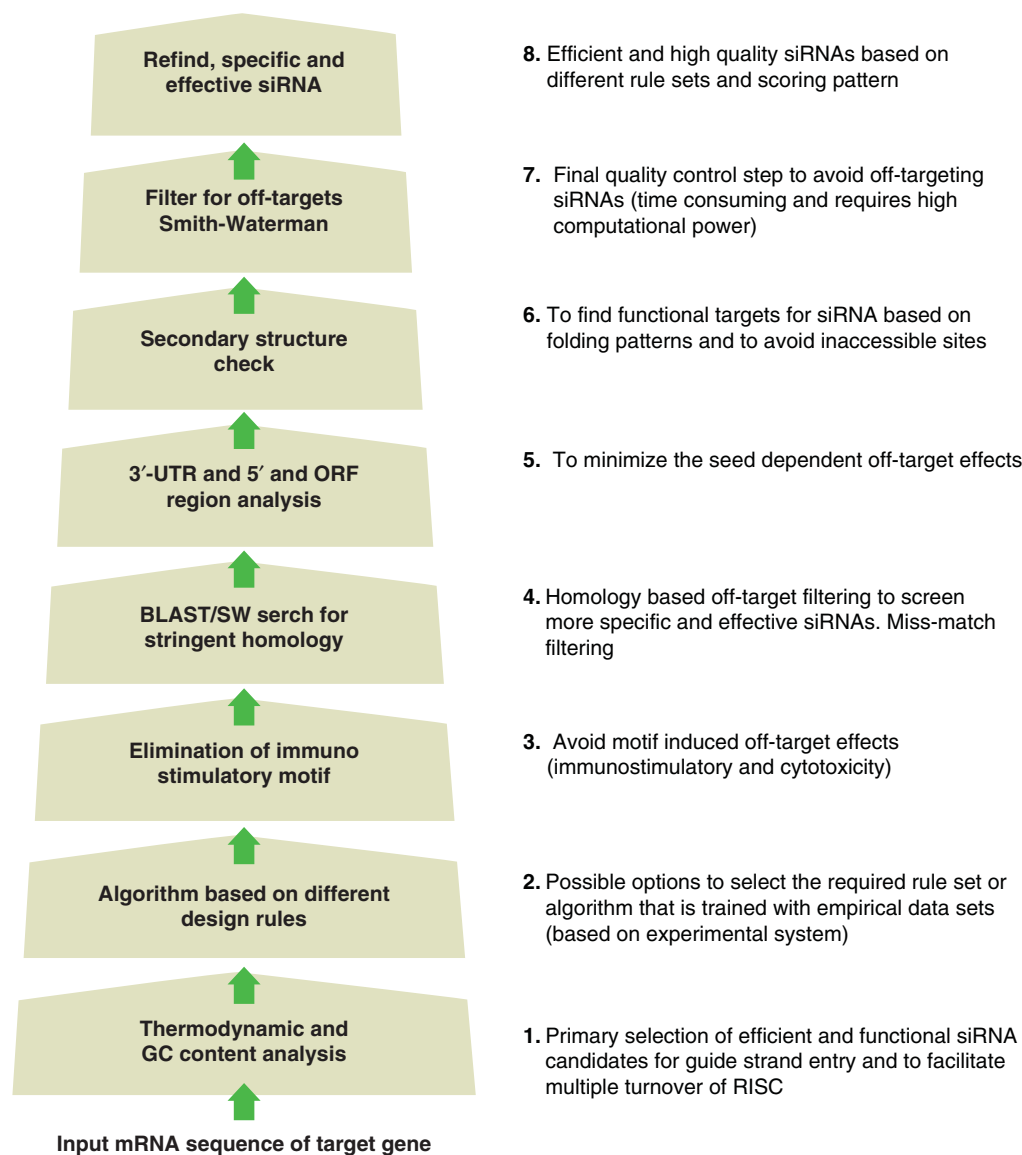 Refind, specific and
effective siRNA
8. Efficient and high quality siRNAs based on
different rule sets and scoring pattern
Filter for off-targets
Smith-Waterman
7. Final quality control step to avoid off-targeting
siRNAs (time consuming and requires high
computational power)
Secondary structure
check
6. To find functional targets for siRNA based on
folding patterns and to avoid inaccessible sites
3′-UTR and 5′ and ORF
region analysis
5. To minimize the seed dependent off-target effects
BLAST/SW serch for
stringent homology
4. Homology based off-target filtering to screen
more specific and effective siRNAs. Miss-match
filtering
Elimination of immuno
stimulatory motif
3. Avoid motif induced off-target effects
(immunostimulatory and cytotoxicity)
Algorithm based on different
design rules
2. Possible options to select the required rule set or
algorithm that is trained with empirical data sets
(based on experimental system)
Thermodynamic and
GC content analysis
1. Primary selection of efficient and functional siRNA
candidates for guide strand entry and to facilitate
multiple turnover of RISC
Input mRNA sequence of target gene